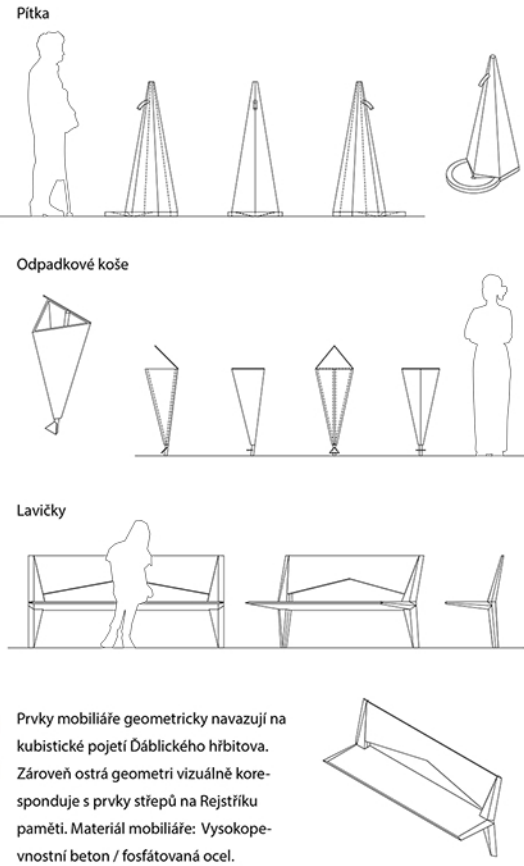 Pítka
Odpadkové koše
Lavičky
Prvky mobiliáře geometricky navazují na
kubistické pojetí Ďáblického hřbitova.
Zároveň ostrá geometri vizuálně kore-
sponduje s prvky střepů na Rejstříku
paměti. Materiál mobiliáře: Vysokope-
vnostní beton / fosfátovaná ocel.